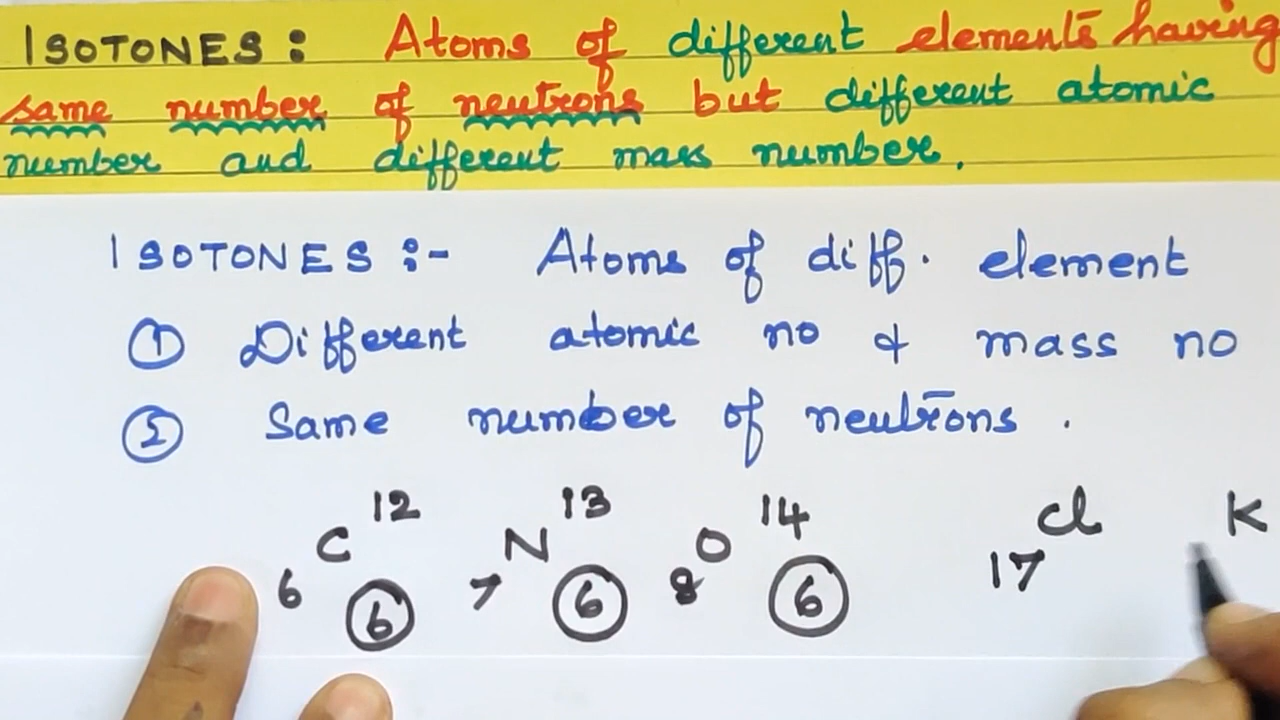 ISOTONES : Atoms of different elements having
same number of neutrons but different atomic
number and different mass number.
ISOTONES :- Atoms of diff. element
① Different atomic no & mass no
② Same number of neutrons .
12 13 14
C N O Cl K
6 6 7 6 8 6 17